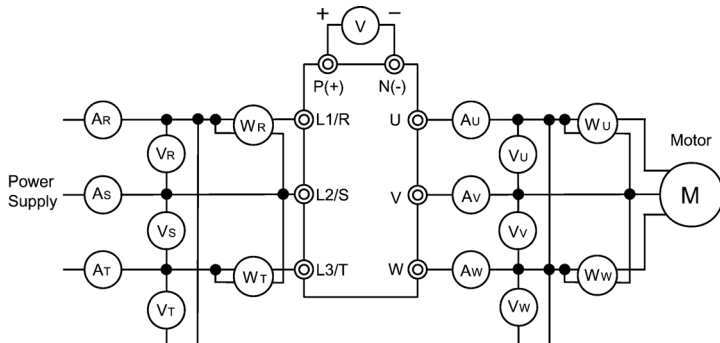 + V −
P(+) N(-)
AR WR L1/R U AU WU
Motor
VR VU
Power
Supply
AS L2/S V AV M
VS VV
AT WT L3/T W AW WW
VT VW